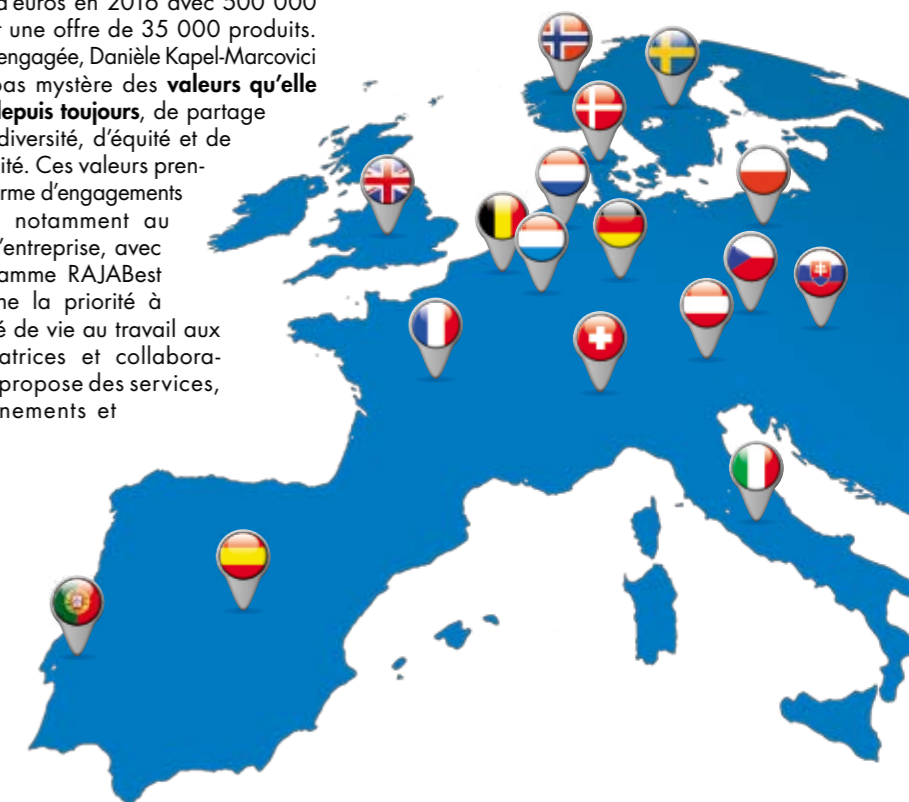 d'euros en 2016 avec 500 000
une offre de 35 000 produits.
engagée, Danièle Kapel-Marcovici
pas mystère des valeurs qu'elle
depuis toujours, de partage
diversité, d'équité et de
ité. Ces valeurs pren-
rme d'engagements
notamment au
'entreprise, avec
amme RAJABest
ne la priorité à
é de vie au travail aux
atrices et collabora-
propose des services,
nements et